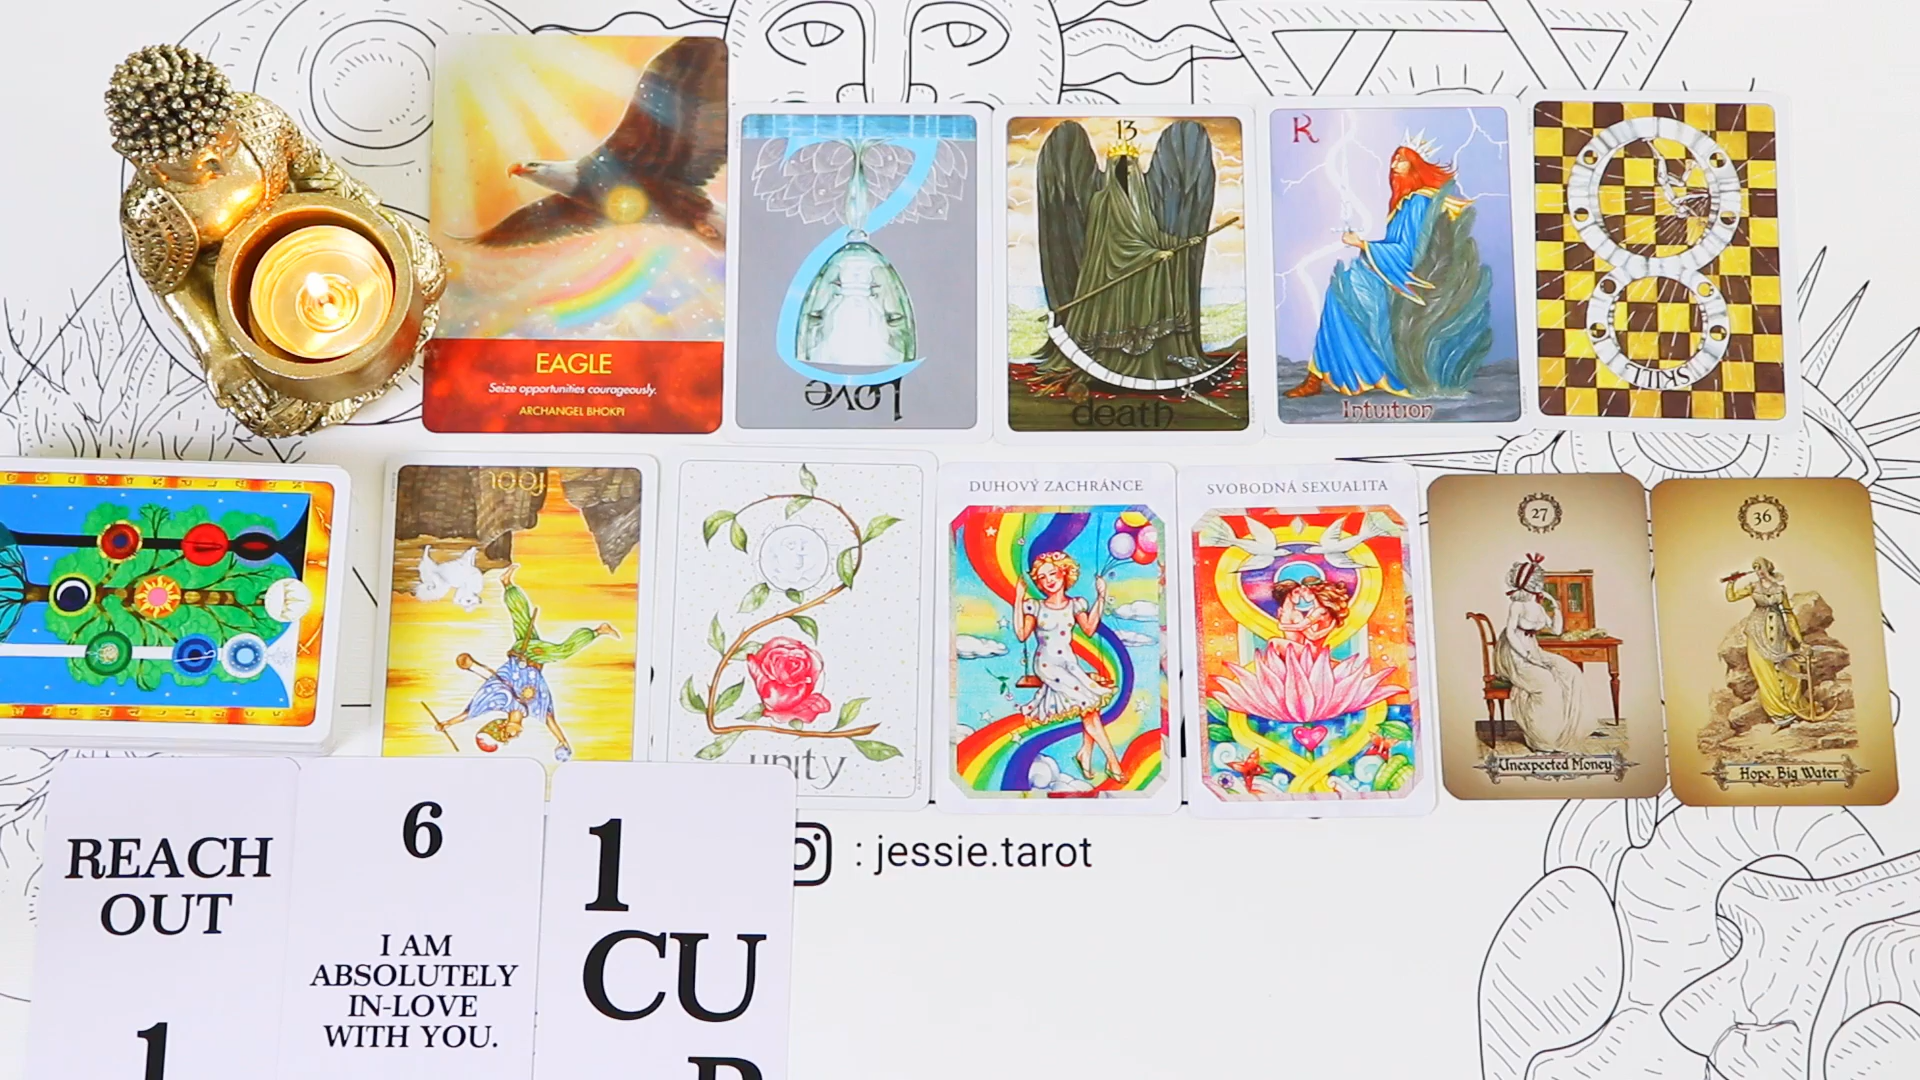 EAGLE
Seize opportunities courageously.
ARCHANGEL BHOKPI
Love
13
death
R
Intuition
SKILL
fool
unity
DUHOVÝ ZACHRÁNCE
SVOBODNÁ SEXUALITA
27
Unexpected Money
36
Hope, Big Water
REACH
OUT
1
6
I AM
ABSOLUTELY
IN-LOVE
WITH YOU.
1
CU
: jessie.tarot